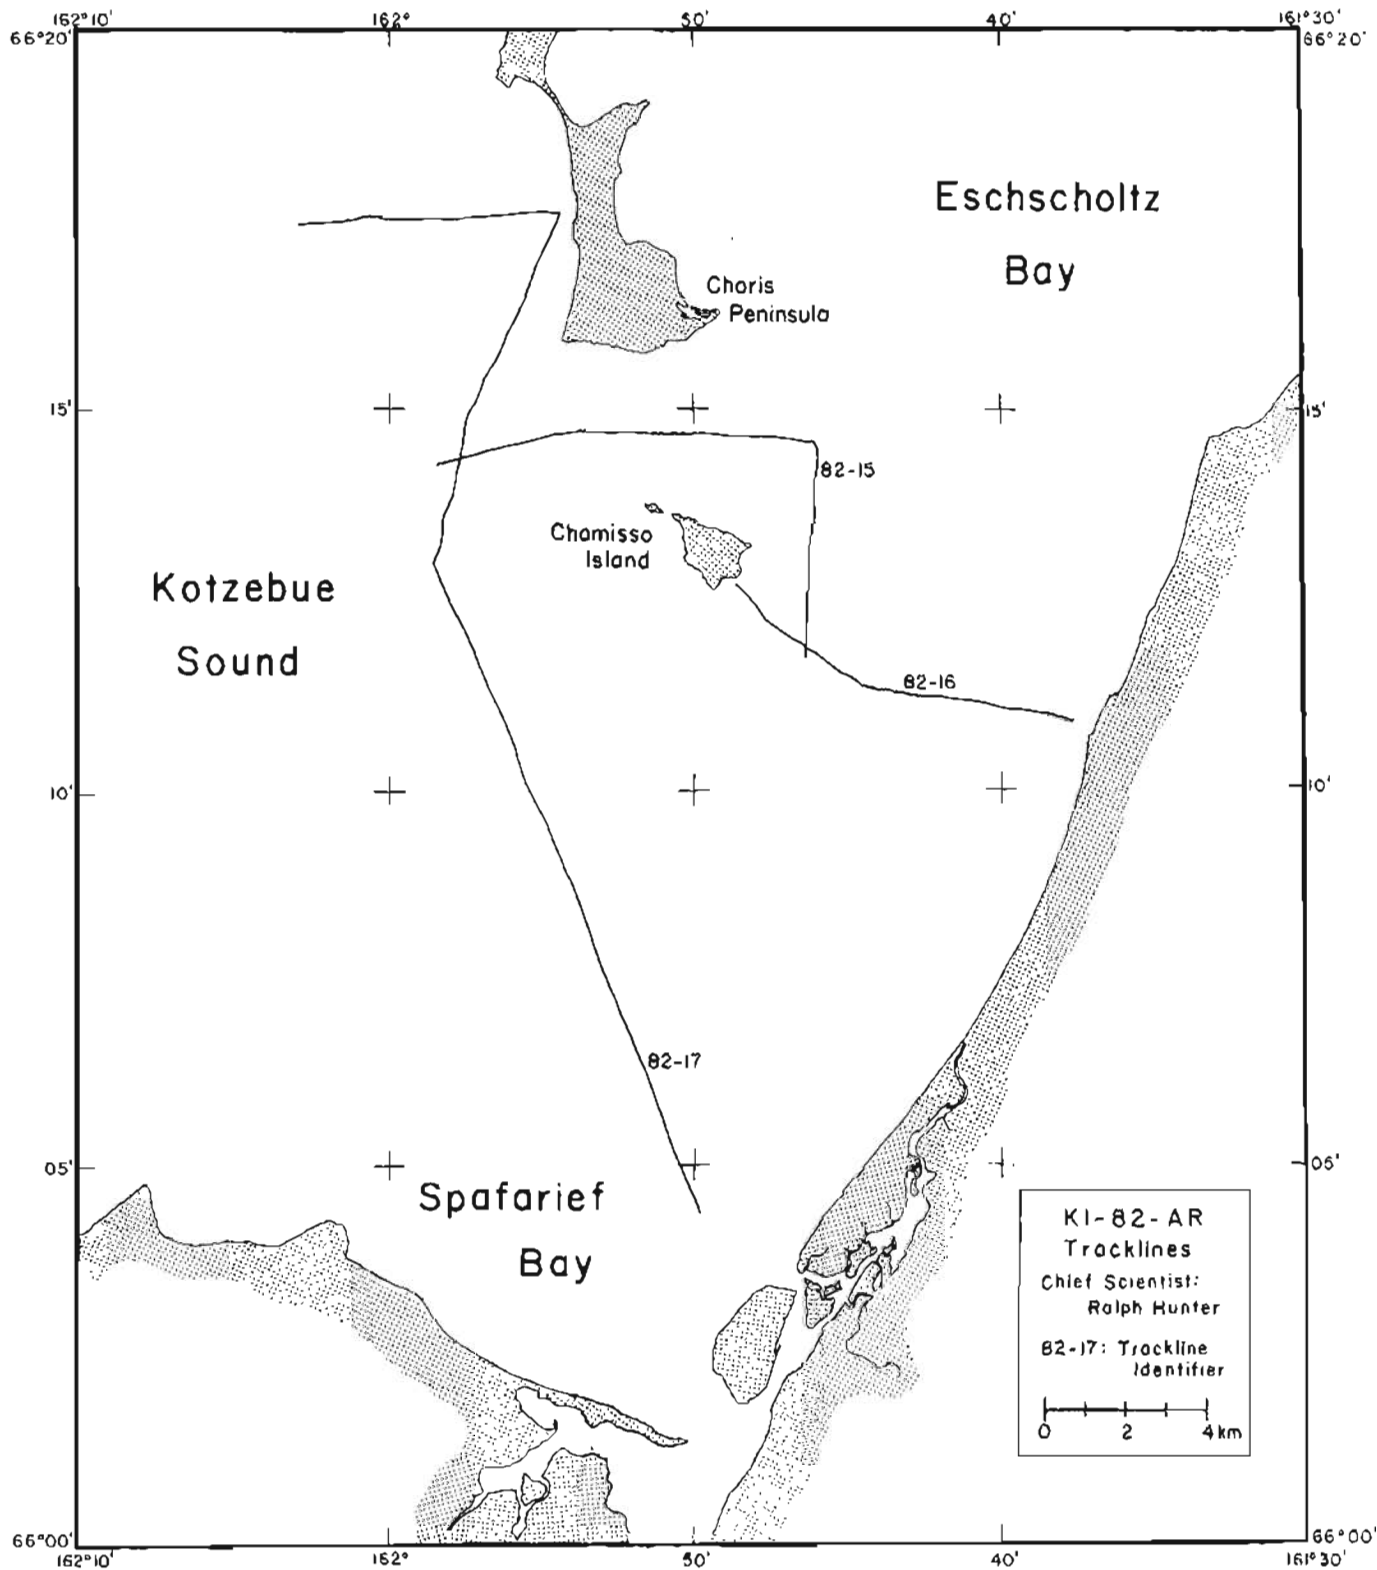 162°10'
162°
50'
40'
161°30'
66°20'
66°20'
Eschscholtz
Bay
Choris
Peninsula
15'
15'
82-15
Chamisso
Island
Kotzebue
Sound
82-16
10'
10'
82-17
05'
05'
Spafarief
Bay
K1-82-AR
Tracklines
Chief Scientist:
Ralph Hunter
82-17: Trackline
Identifier
0 2 4 km
66°00'
66°00'
162°10'
162°
50'
40'
161°30'